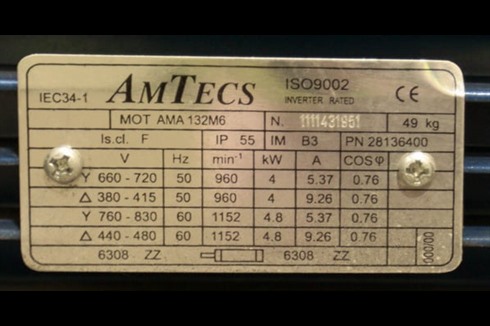 IEC34-1 AMTECS ISO9002 INVERTER RATED CE
MOT AMA 132M6 N. 1111431951 49 kg
Is.cl. F IP 55 IM B3 PN 28136400
V Hz min⁻¹ kW A COSφ
Y 660 - 720 50 960 4 5.37 0.76
Δ 380 - 415 50 960 4 9.26 0.76
Y 760 - 830 60 1152 4.8 5.37 0.76
Δ 440 - 480 60 1152 4.8 9.26 0.76
6308 ZZ 6308 ZZ
000/00